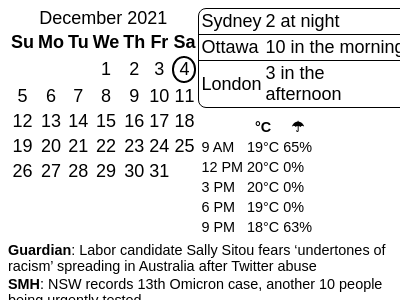 December 2021
Su Mo Tu We Th Fr Sa
1 2 3 4
5 6 7 8 9 10 11
12 13 14 15 16 17 18
19 20 21 22 23 24 25
26 27 28 29 30 31
Sydney 2 at night
Ottawa 10 in the morning
London 3 in the
afternoon
°C ☂
9 AM 19°C 65%
12 PM 20°C 0%
3 PM 20°C 0%
6 PM 19°C 0%
9 PM 18°C 63%
Guardian: Labor candidate Sally Sitou fears ‘undertones of
racism’ spreading in Australia after Twitter abuse
SMH: NSW records 13th Omicron case, another 10 people
being urgently tested